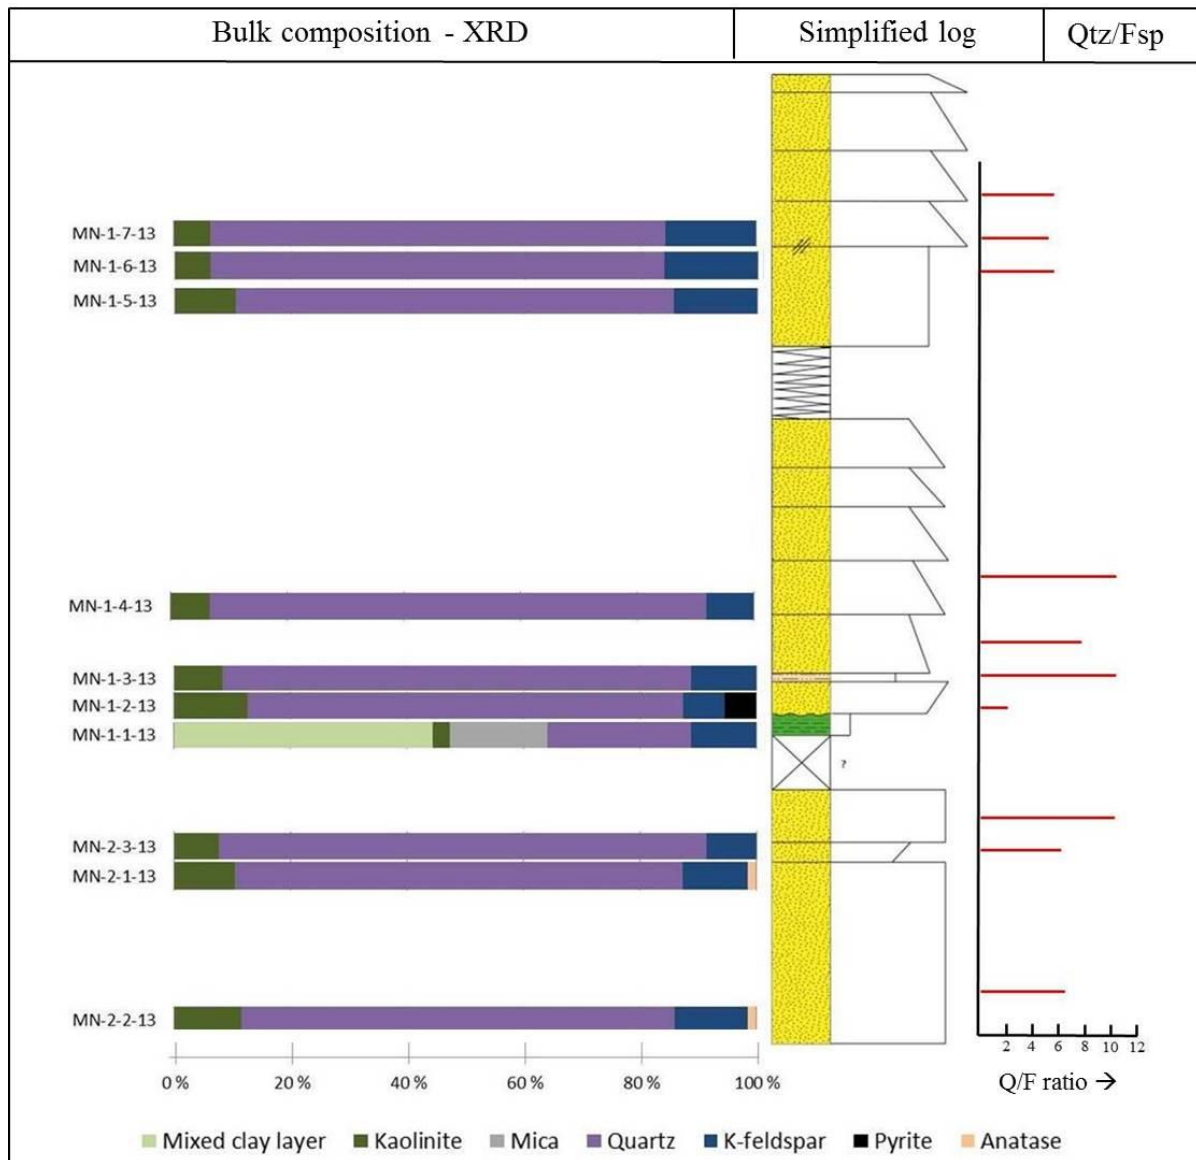 Bulk composition - XRD
Simplified log
Qtz/Fsp
MN-1-7-13
MN-1-6-13
MN-1-5-13
MN-1-4-13
MN-1-3-13
MN-1-2-13
MN-1-1-13
?
MN-2-3-13
MN-2-1-13
MN-2-2-13
0 % 20 % 40 % 60 % 80 % 100 %
2 4 6 8 10 12
Q/F ratio →
Mixed clay layer Kaolinite Mica Quartz K-feldspar Pyrite Anatase